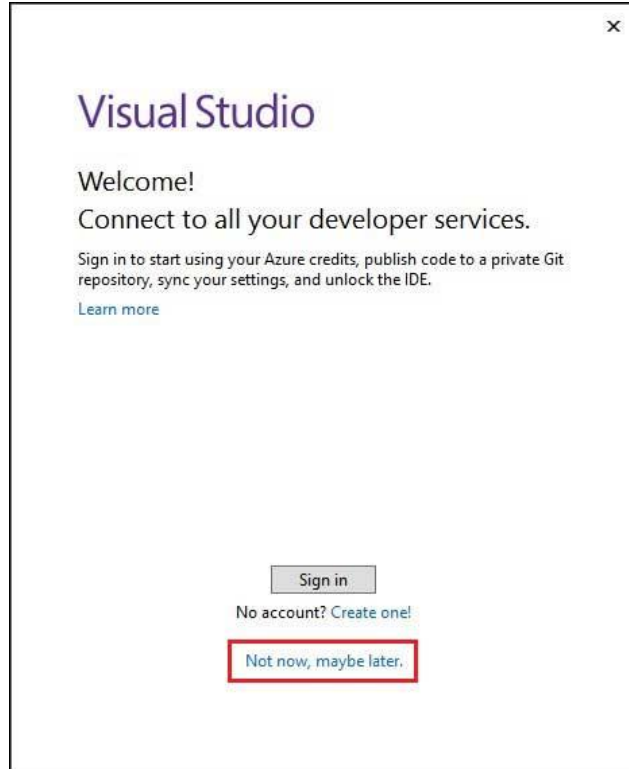 Visual Studio
Welcome!
Connect to all your developer services.
Sign in to start using your Azure credits, publish code to a private Git
repository, sync your settings, and unlock the IDE.
Learn more
Sign in
No account? Create one!
Not now, maybe later.